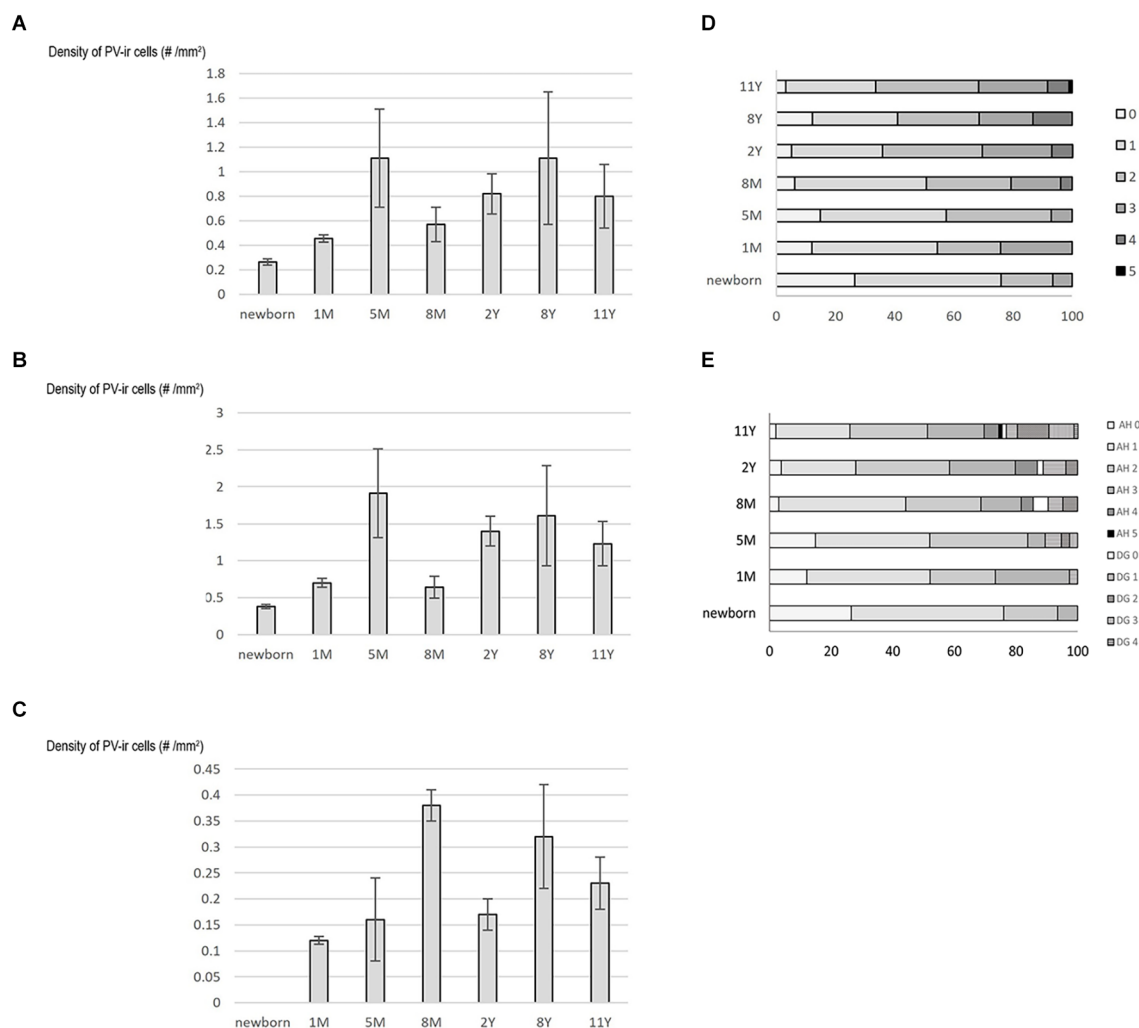 A
Density of PV-ir cells (# /mm²)
1.8
1.6
1.4
1.2
1
0.8
0.6
0.4
0.2
0
newborn 1M 5M 8M 2Y 8Y 11Y
B
Density of PV-ir cells (# /mm²)
3
2.5
2
1.5
1
0.5
0
newborn 1M 5M 8M 2Y 8Y 11Y
C
Density of PV-ir cells (# /mm²)
0.45
0.4
0.35
0.3
0.25
0.2
0.15
0.1
0.05
0
newborn 1M 5M 8M 2Y 8Y 11Y
D
11Y
8Y
2Y
8M
5M
1M
newborn
0 20 40 60 80 100
0
1
2
3
4
5
E
11Y
2Y
8M
5M
1M
newborn
0 20 40 60 80 100
AH 0
AH 1
AH 2
AH 3
AH 4
AH 5
DG 0
DG 1
DG 2
DG 3
DG 4